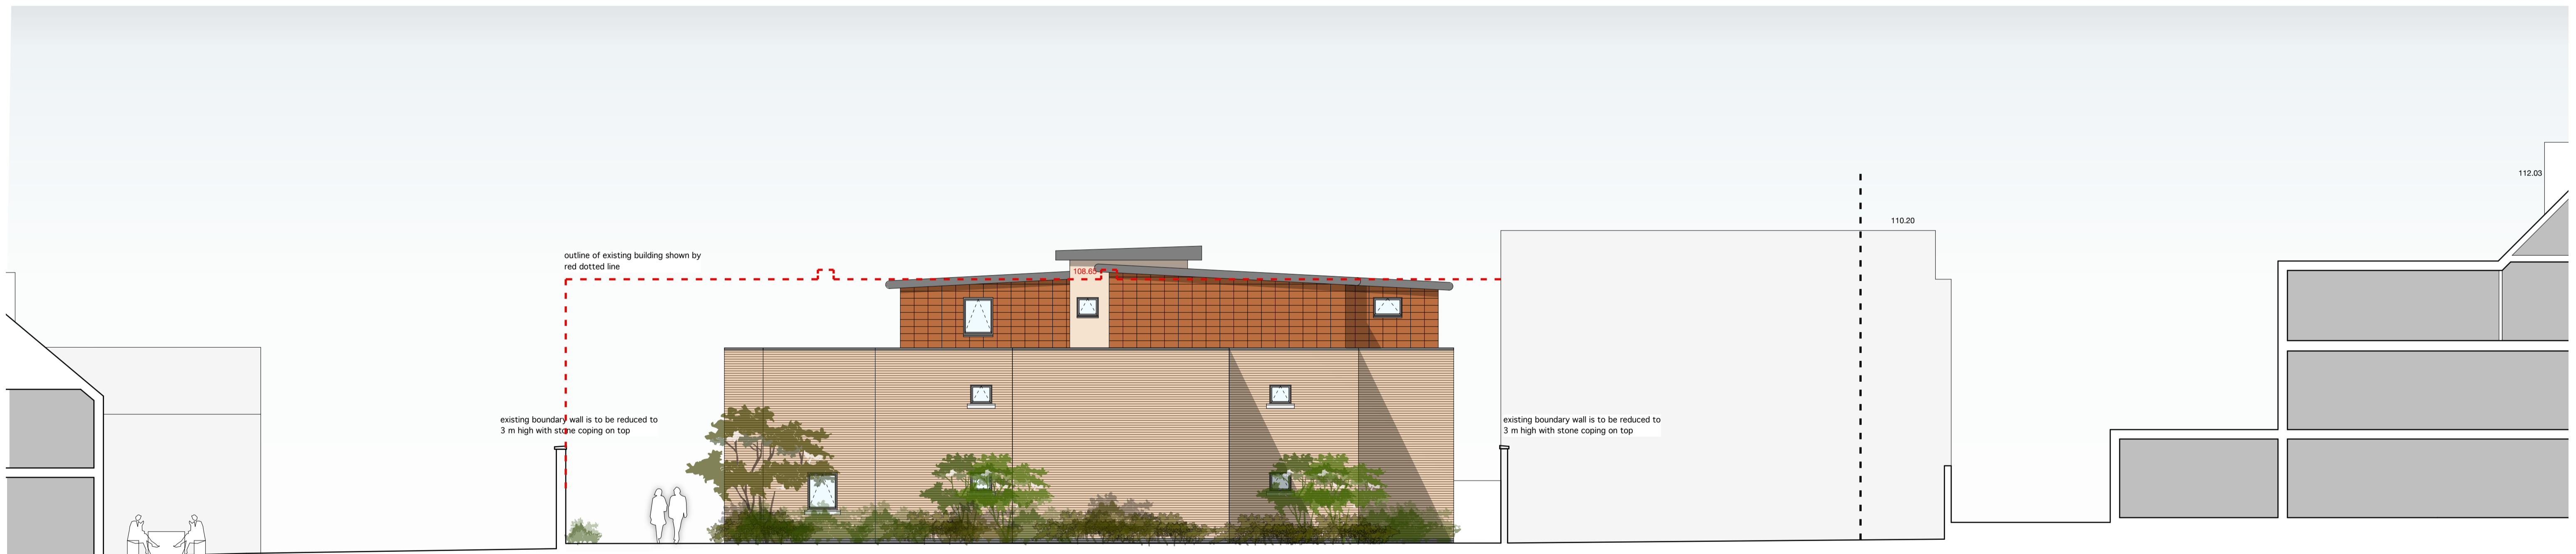 112.03
110.20
outline of existing building shown by
red dotted line
108.65
existing boundary wall is to be reduced to
3 m high with stone coping on top
existing boundary wall is to be reduced to
3 m high with stone coping on top